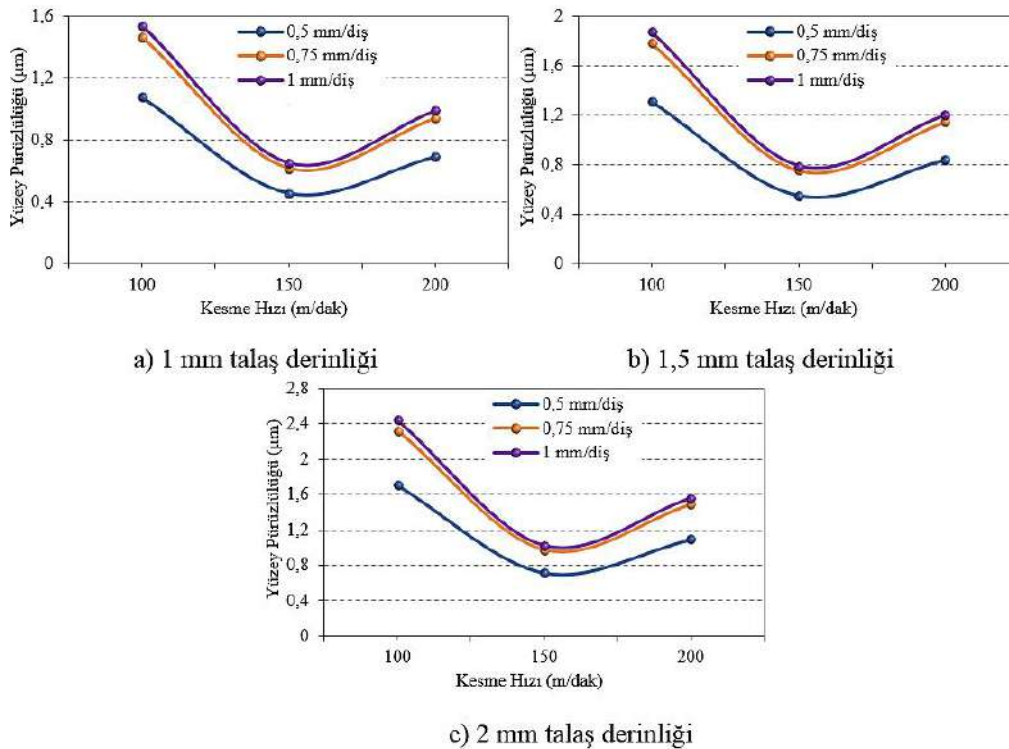 1,6
1,2
0,8
0,4
0
Yüzey Pürüzlülüğü (µm)
0,5 mm/diş
0,75 mm/diş
1 mm/diş
100 150 200
Kesme Hızı (m/dak)
a) 1 mm talaş derinliği
2
1,6
1,2
0,8
0,4
0
Yüzey Pürüzlülüğü (µm)
0,5 mm/diş
0,75 mm/diş
1 mm/diş
100 150 200
Kesme Hızı (m/dak)
b) 1,5 mm talaş derinliği
2,8
2,4
2
1,6
1,2
0,8
0,4
0
Yüzey Pürüzlülüğü (µm)
0,5 mm/diş
0,75 mm/diş
1 mm/diş
100 150 200
Kesme Hızı (m/dak)
c) 2 mm talaş derinliği